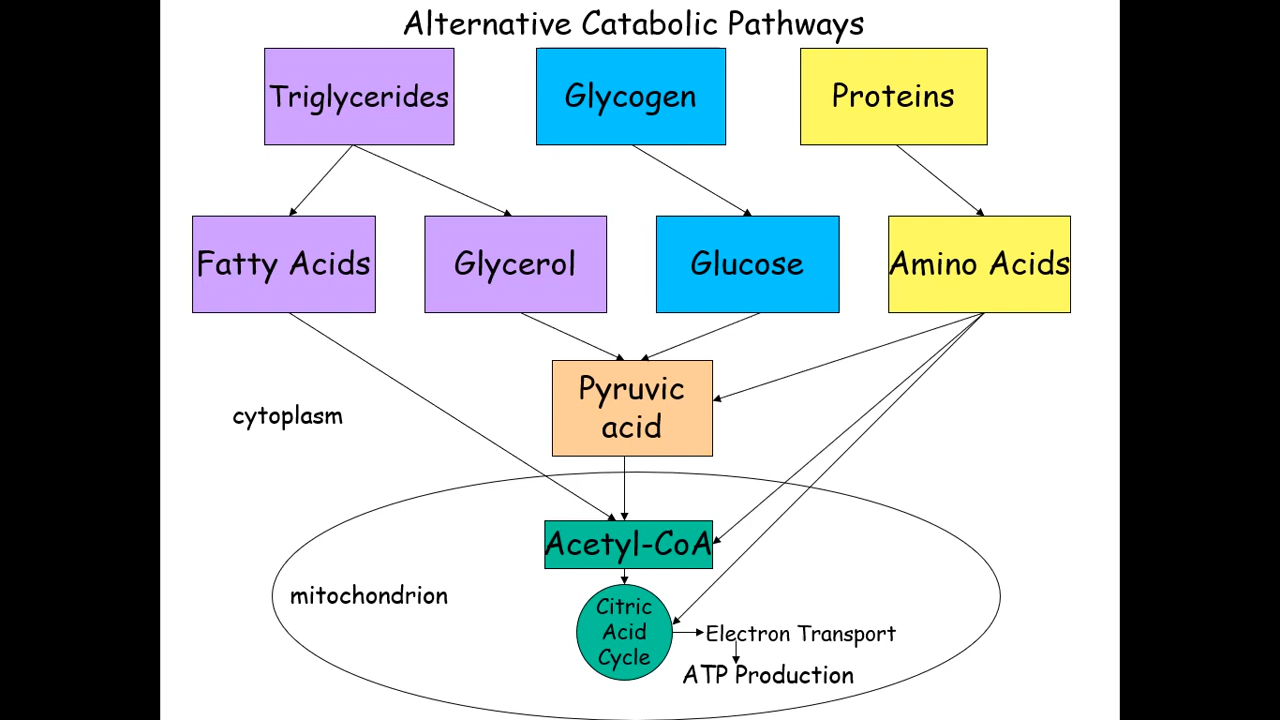 Alternative Catabolic Pathways
Triglycerides
Glycogen
Proteins
Fatty Acids
Glycerol
Glucose
Amino Acids
Pyruvic
acid
cytoplasm
Acetyl-CoA
mitochondrion
Citric
Acid
Cycle
Electron Transport
ATP Production